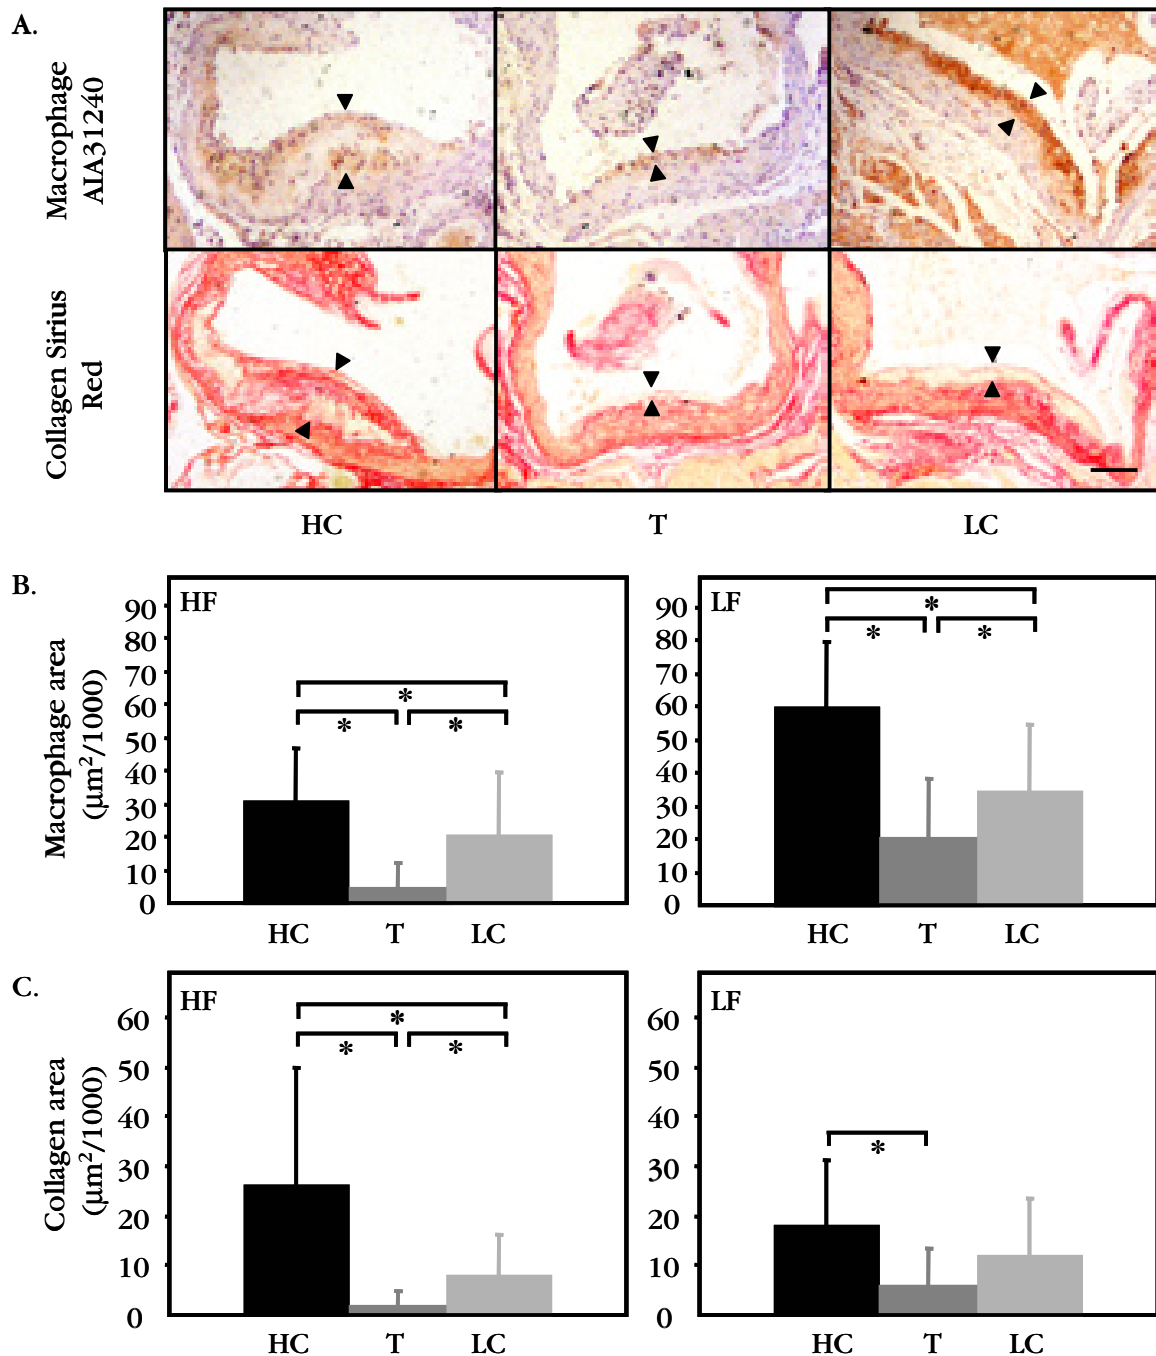 A.
Macrophage
AIA31240
Collagen Sirius
Red
HC T LC
B.
Macrophage area
(μm²/1000)
HF
90
80
70
60
50
40
30
20
10
0
*
* *
HC T LC
LF
90
80
70
60
50
40
30
20
10
0
*
* *
HC T LC
C.
Collagen area
(μm²/1000)
HF
60
50
40
30
20
10
0
*
* *
HC T LC
LF
60
50
40
30
20
10
0
*
HC T LC